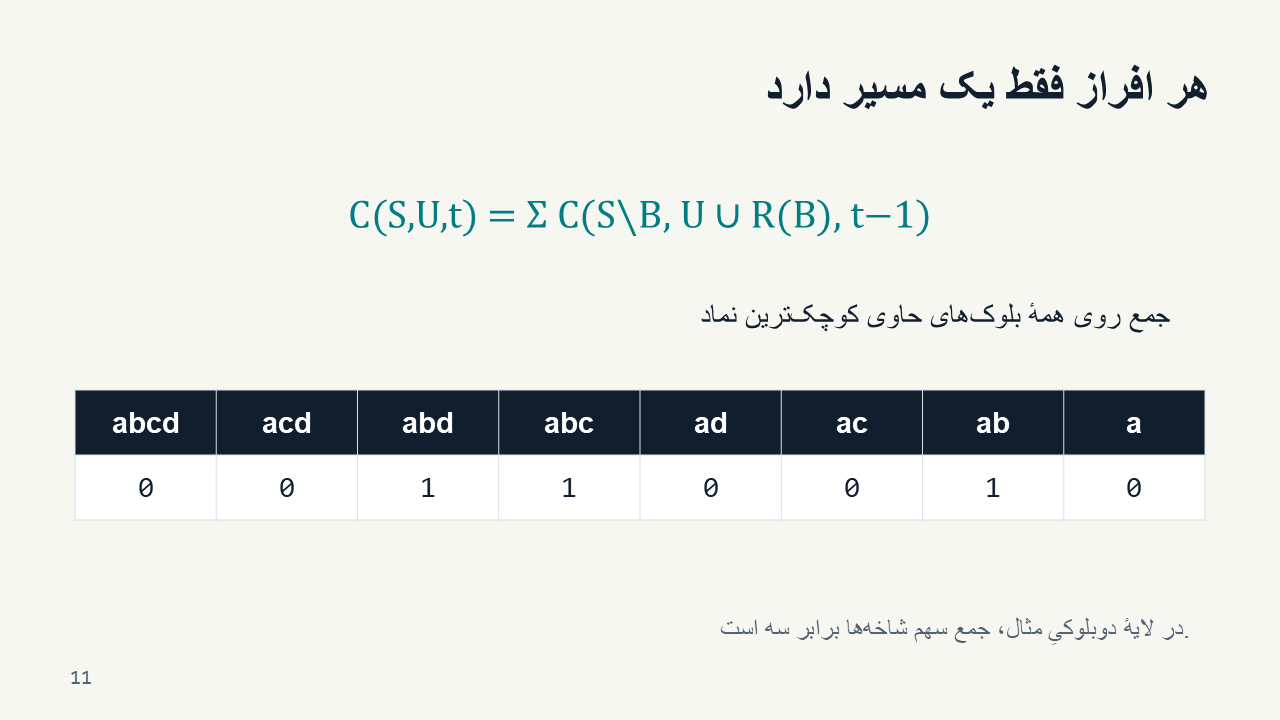 هر افراز فقط یک مسیر دارد
C(S,U,t) = Σ C(S\B, U ∪ R(B), t−1)
جمع روی همهٔ بلوک‌های حاوی کوچک‌ترین نماد
abcd acd abd abc ad ac ab a
0 0 1 1 0 0 1 0
در لایهٔ دوبلوکیِ مثال، جمع سهم شاخه‌ها برابر سه است.
11